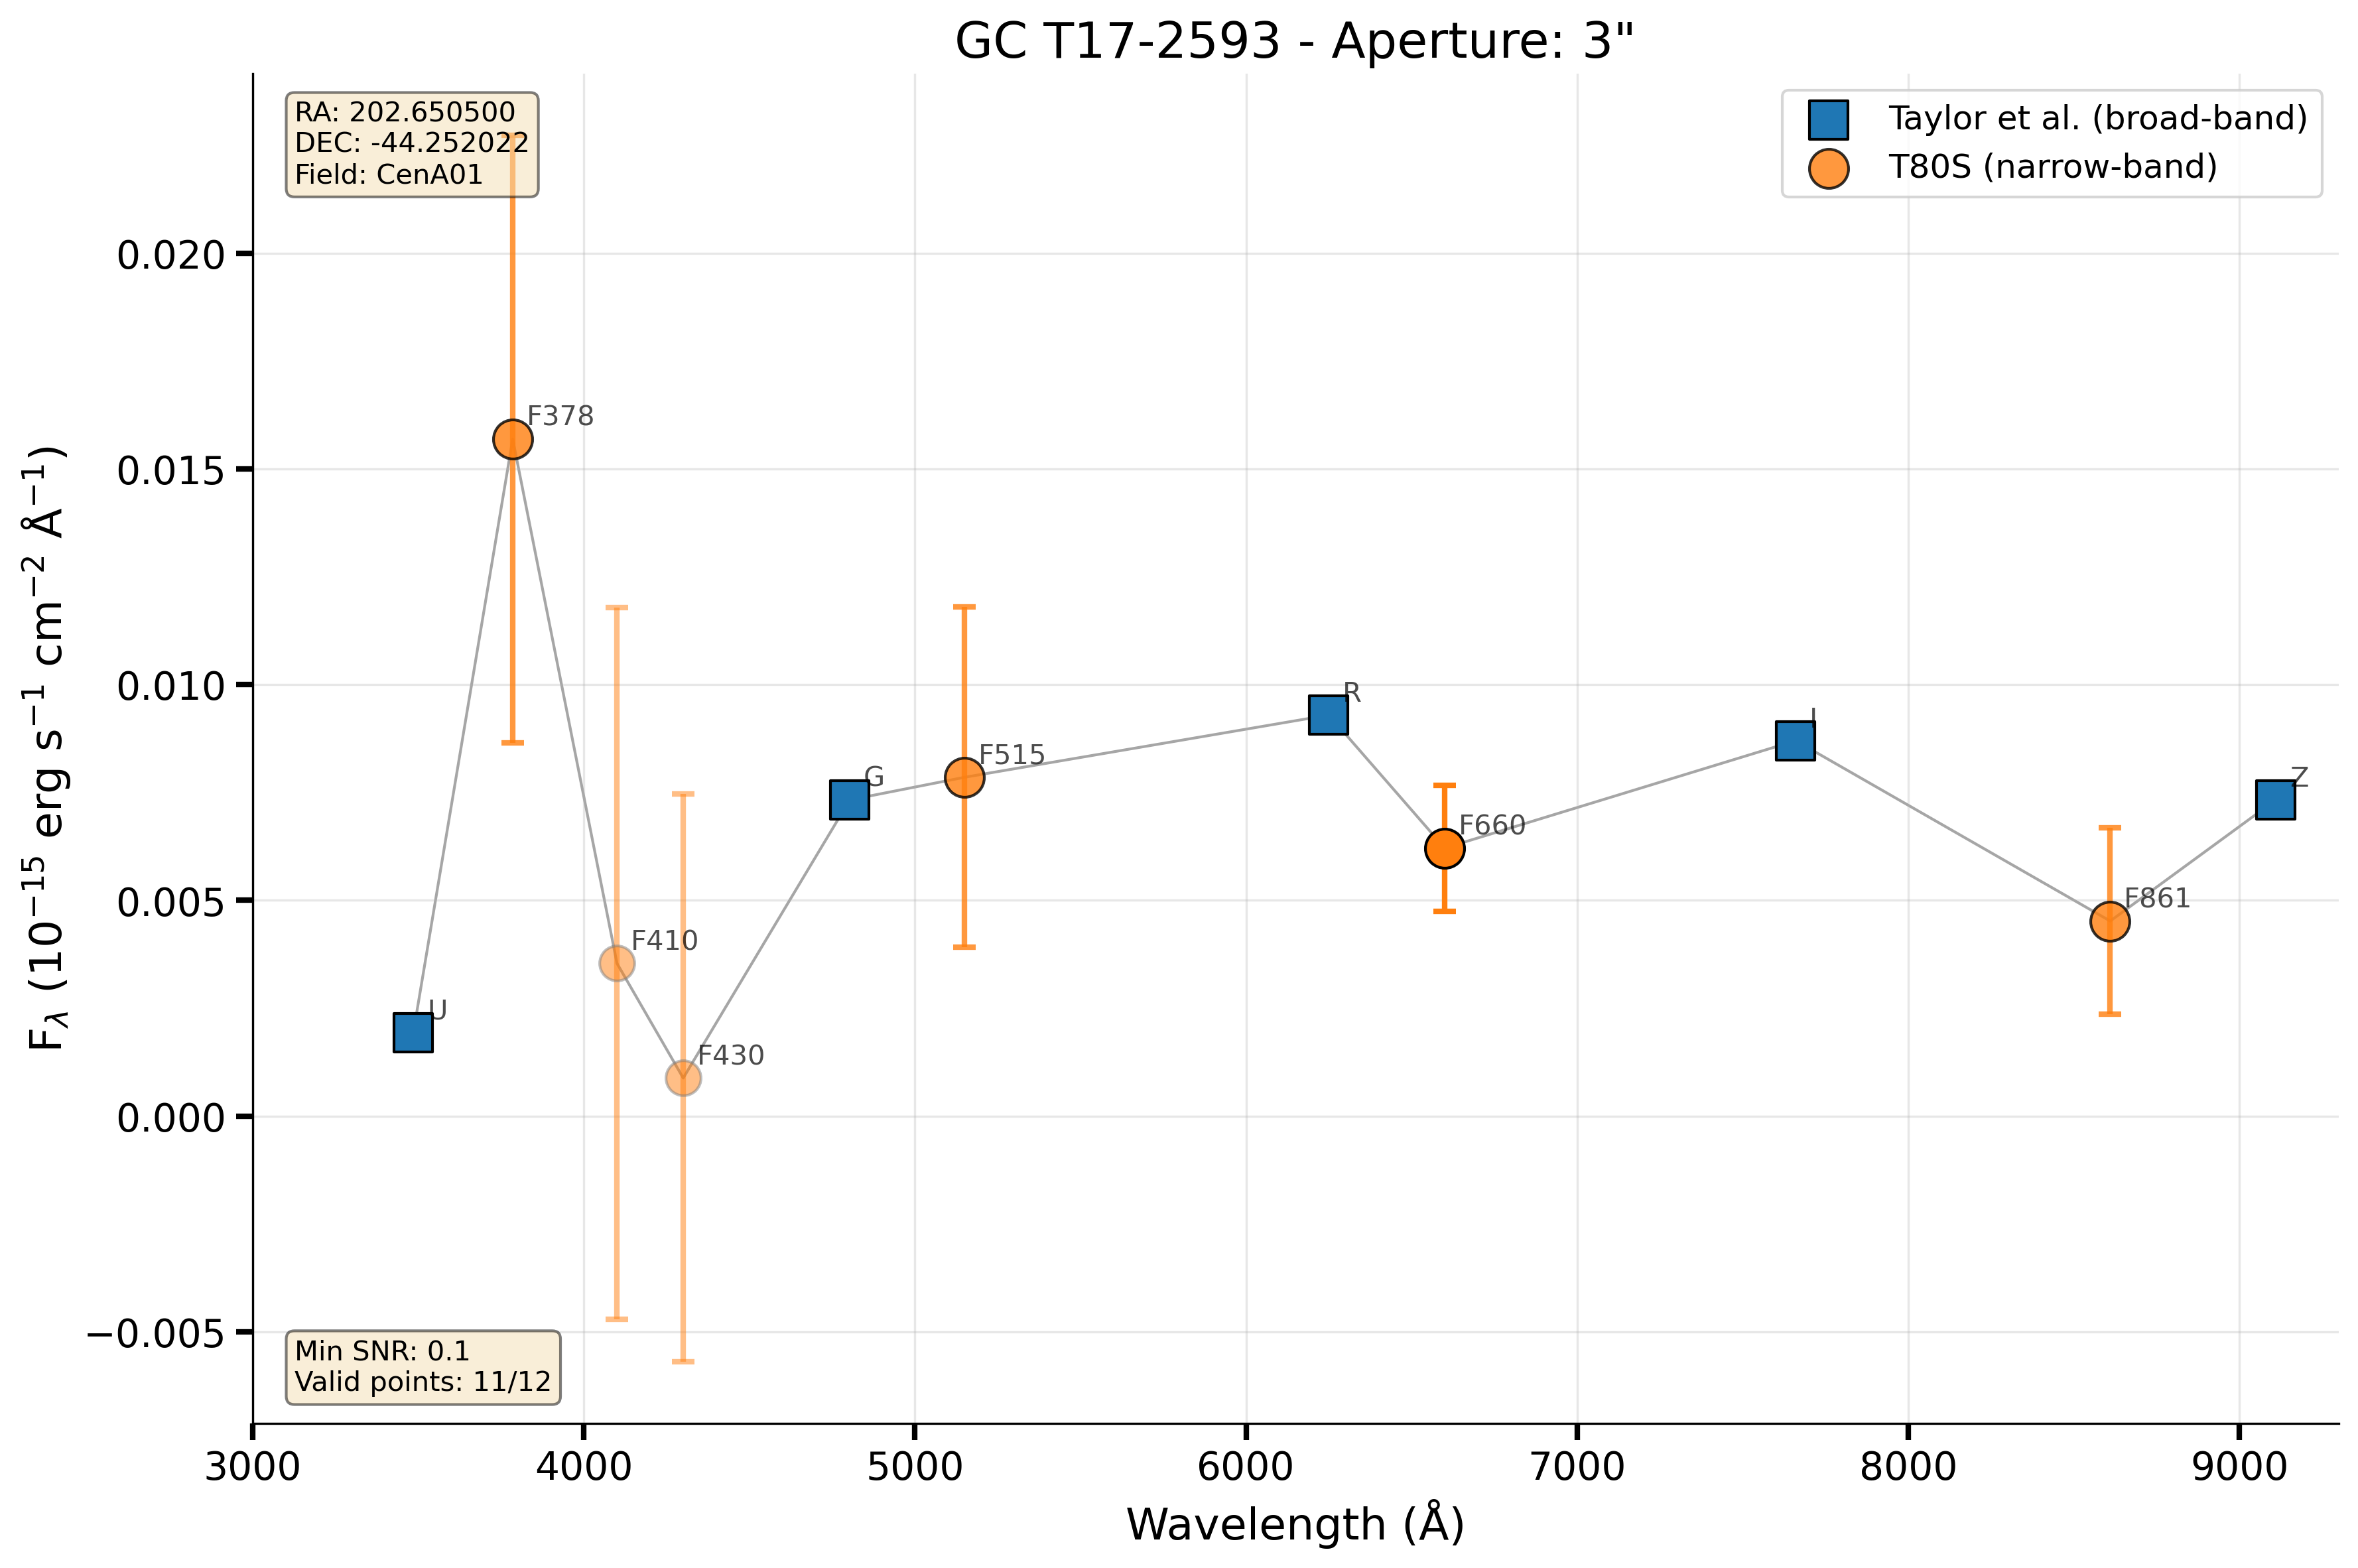 GC T17-2593 - Aperture: 3"
RA: 202.650500
DEC: -44.252022
Field: CenA01
Taylor et al. (broad-band)
T80S (narrow-band)
F$_{\lambda}$ (10$^{-15}$ erg s$^{-1}$ cm$^{-2}$ Å$^{-1}$)
0.020
0.015
0.010
0.005
0.000
−0.005
F378
R
I
Z
G
F515
F660
F861
F410
U
F430
Min SNR: 0.1
Valid points: 11/12
3000 4000 5000 6000 7000 8000 9000
Wavelength (Å)